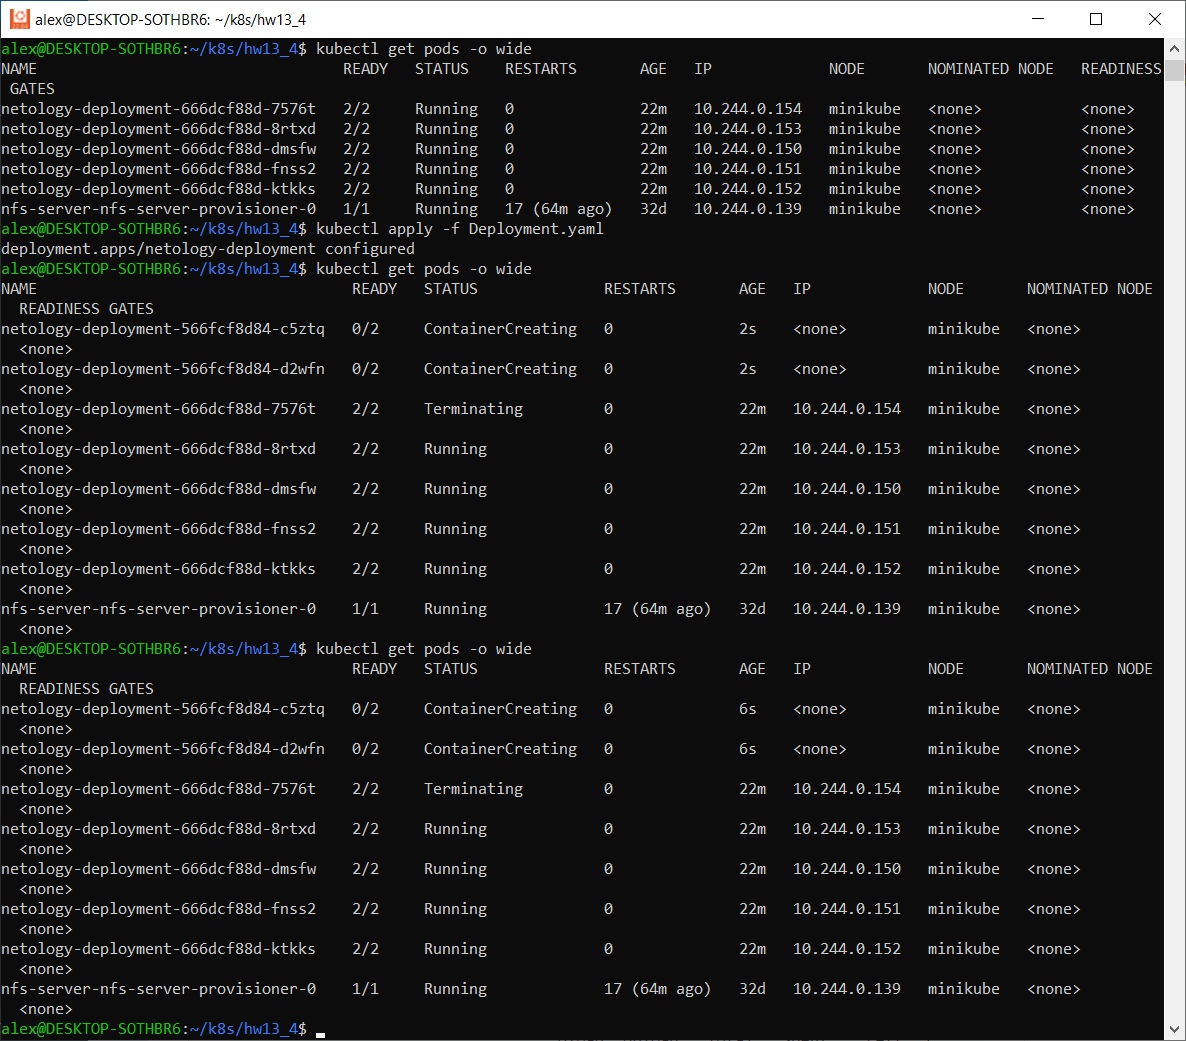 alex@DESKTOP-SOTHBR6: ~/k8s/hw13_4
alex@DESKTOP-SOTHBR6:~/k8s/hw13_4$ kubectl get pods -o wide
NAME READY STATUS RESTARTS AGE IP NODE NOMINATED NODE READINESS
GATES
netology-deployment-666dcf88d-7576t 2/2 Running 0 22m 10.244.0.154 minikube <none> <none>
netology-deployment-666dcf88d-8rtxd 2/2 Running 0 22m 10.244.0.153 minikube <none> <none>
netology-deployment-666dcf88d-dmsfw 2/2 Running 0 22m 10.244.0.150 minikube <none> <none>
netology-deployment-666dcf88d-fnss2 2/2 Running 0 22m 10.244.0.151 minikube <none> <none>
netology-deployment-666dcf88d-ktkks 2/2 Running 0 22m 10.244.0.152 minikube <none> <none>
nfs-server-nfs-server-provisioner-0 1/1 Running 17 (64m ago) 32d 10.244.0.139 minikube <none> <none>
alex@DESKTOP-SOTHBR6:~/k8s/hw13_4$ kubectl apply -f Deployment.yaml
deployment.apps/netology-deployment configured
alex@DESKTOP-SOTHBR6:~/k8s/hw13_4$ kubectl get pods -o wide
NAME READY STATUS RESTARTS AGE IP NODE NOMINATED NODE
READINESS GATES
netology-deployment-566fcf8d84-c5ztq 0/2 ContainerCreating 0 2s <none> minikube <none>
<none>
netology-deployment-566fcf8d84-d2wfn 0/2 ContainerCreating 0 2s <none> minikube <none>
<none>
netology-deployment-666dcf88d-7576t 2/2 Terminating 0 22m 10.244.0.154 minikube <none>
<none>
netology-deployment-666dcf88d-8rtxd 2/2 Running 0 22m 10.244.0.153 minikube <none>
<none>
netology-deployment-666dcf88d-dmsfw 2/2 Running 0 22m 10.244.0.150 minikube <none>
<none>
netology-deployment-666dcf88d-fnss2 2/2 Running 0 22m 10.244.0.151 minikube <none>
<none>
netology-deployment-666dcf88d-ktkks 2/2 Running 0 22m 10.244.0.152 minikube <none>
<none>
nfs-server-nfs-server-provisioner-0 1/1 Running 17 (64m ago) 32d 10.244.0.139 minikube <none>
<none>
alex@DESKTOP-SOTHBR6:~/k8s/hw13_4$ kubectl get pods -o wide
NAME READY STATUS RESTARTS AGE IP NODE NOMINATED NODE
READINESS GATES
netology-deployment-566fcf8d84-c5ztq 0/2 ContainerCreating 0 6s <none> minikube <none>
<none>
netology-deployment-566fcf8d84-d2wfn 0/2 ContainerCreating 0 6s <none> minikube <none>
<none>
netology-deployment-666dcf88d-7576t 2/2 Terminating 0 22m 10.244.0.154 minikube <none>
<none>
netology-deployment-666dcf88d-8rtxd 2/2 Running 0 22m 10.244.0.153 minikube <none>
<none>
netology-deployment-666dcf88d-dmsfw 2/2 Running 0 22m 10.244.0.150 minikube <none>
<none>
netology-deployment-666dcf88d-fnss2 2/2 Running 0 22m 10.244.0.151 minikube <none>
<none>
netology-deployment-666dcf88d-ktkks 2/2 Running 0 22m 10.244.0.152 minikube <none>
<none>
nfs-server-nfs-server-provisioner-0 1/1 Running 17 (64m ago) 32d 10.244.0.139 minikube <none>
<none>
alex@DESKTOP-SOTHBR6:~/k8s/hw13_4$